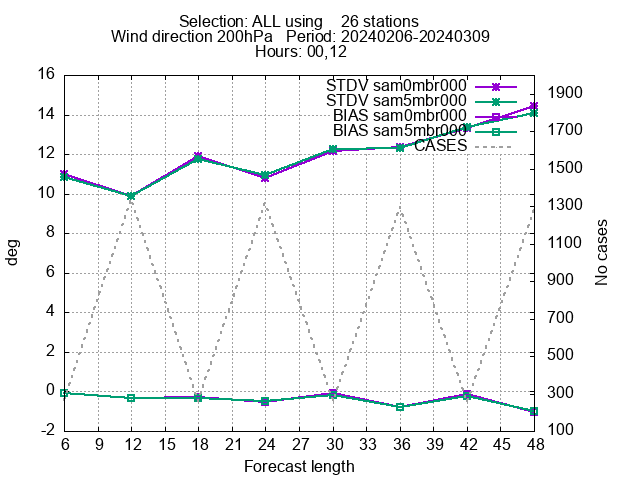 Selection: ALL using    26 stations
Wind direction 200hPa   Period: 20240206-20240309
Hours: 00,12
STDV sam0mbr000
STDV sam5mbr000
BIAS sam0mbr000
BIAS sam5mbr000
CASES
16
14
12
10
8
6
4
2
0
-2
deg
1900
1700
1500
1300
1100
900
700
500
300
100
No cases
6 9 12 15 18 21 24 27 30 33 36 39 42 45 48
Forecast length